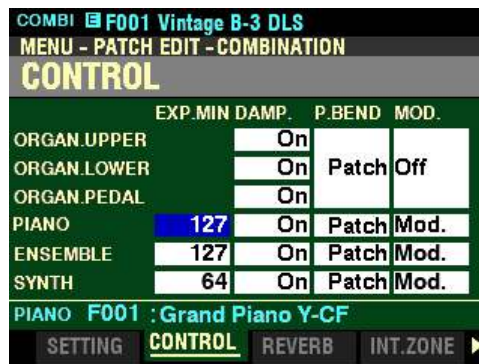 COMBI E F001 Vintage B-3 DLS
MENU - PATCH EDIT - COMBINATION
CONTROL
EXP.MIN DAMP. P.BEND MOD.
ORGAN.UPPER On
ORGAN.LOWER On Patch Off
ORGAN.PEDAL On
PIANO 127 On Patch Mod.
ENSEMBLE 127 On Patch Mod.
SYNTH 64 On Patch Mod.
PIANO F001 :Grand Piano Y-CF
SETTING CONTROL REVERB INT.ZONE